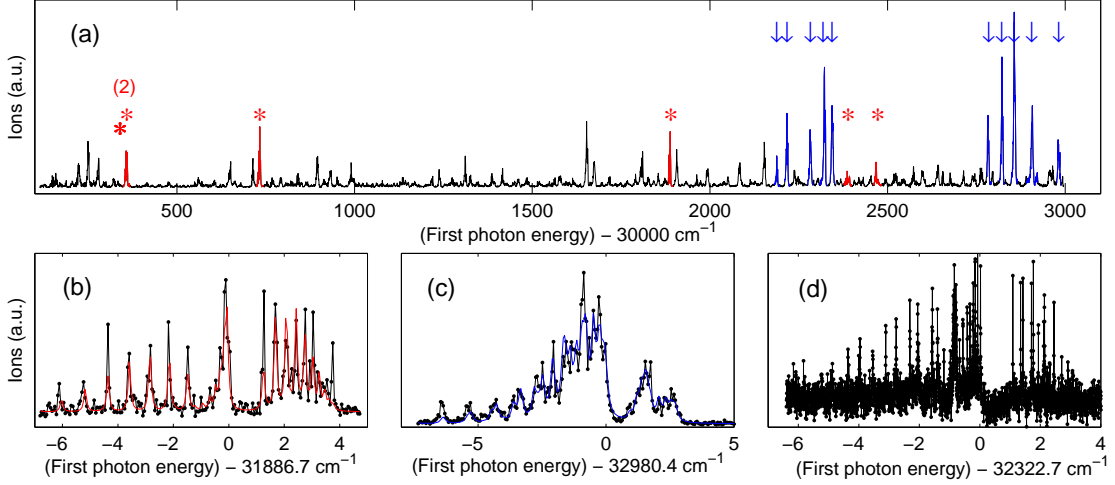 (a)
(2)
Ions (a.u.)
500
1000
1500
2000
2500
3000
(First photon energy) − 30000 cm⁻¹
(b)
(c)
(d)
Ions (a.u.)
−6
−4
−2
0
2
4
−5
0
5
−6
−4
−2
0
2
4
(First photon energy) − 31886.7 cm⁻¹
(First photon energy) − 32980.4 cm⁻¹
(First photon energy) − 32322.7 cm⁻¹